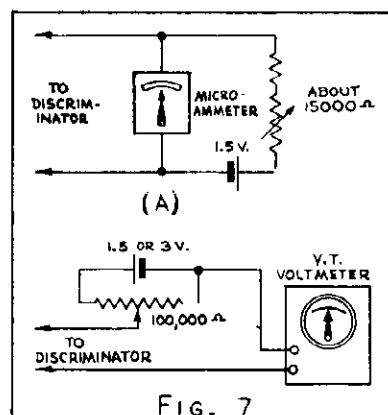 TO
DISCRIM-
INATOR
MICRO-
AMMETER
ABOUT
15000 Ω
1.5 V.
(A)
1.5 OR 3 V.
V.T.
VOLTMETER
100,000 Ω
TO
DISCRIMINATOR
FIG. 7